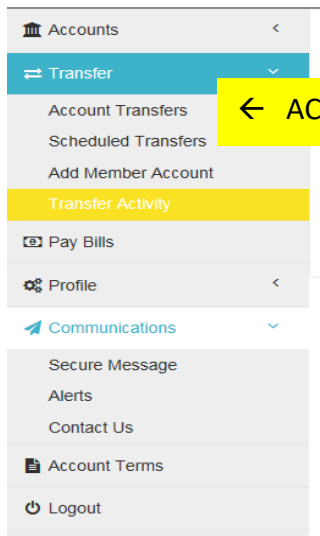 Accounts
Transfer
Account Transfers
← AC
Scheduled Transfers
Add Member Account
Transfer Activity
Pay Bills
Profile
Communications
Secure Message
Alerts
Contact Us
Account Terms
Logout